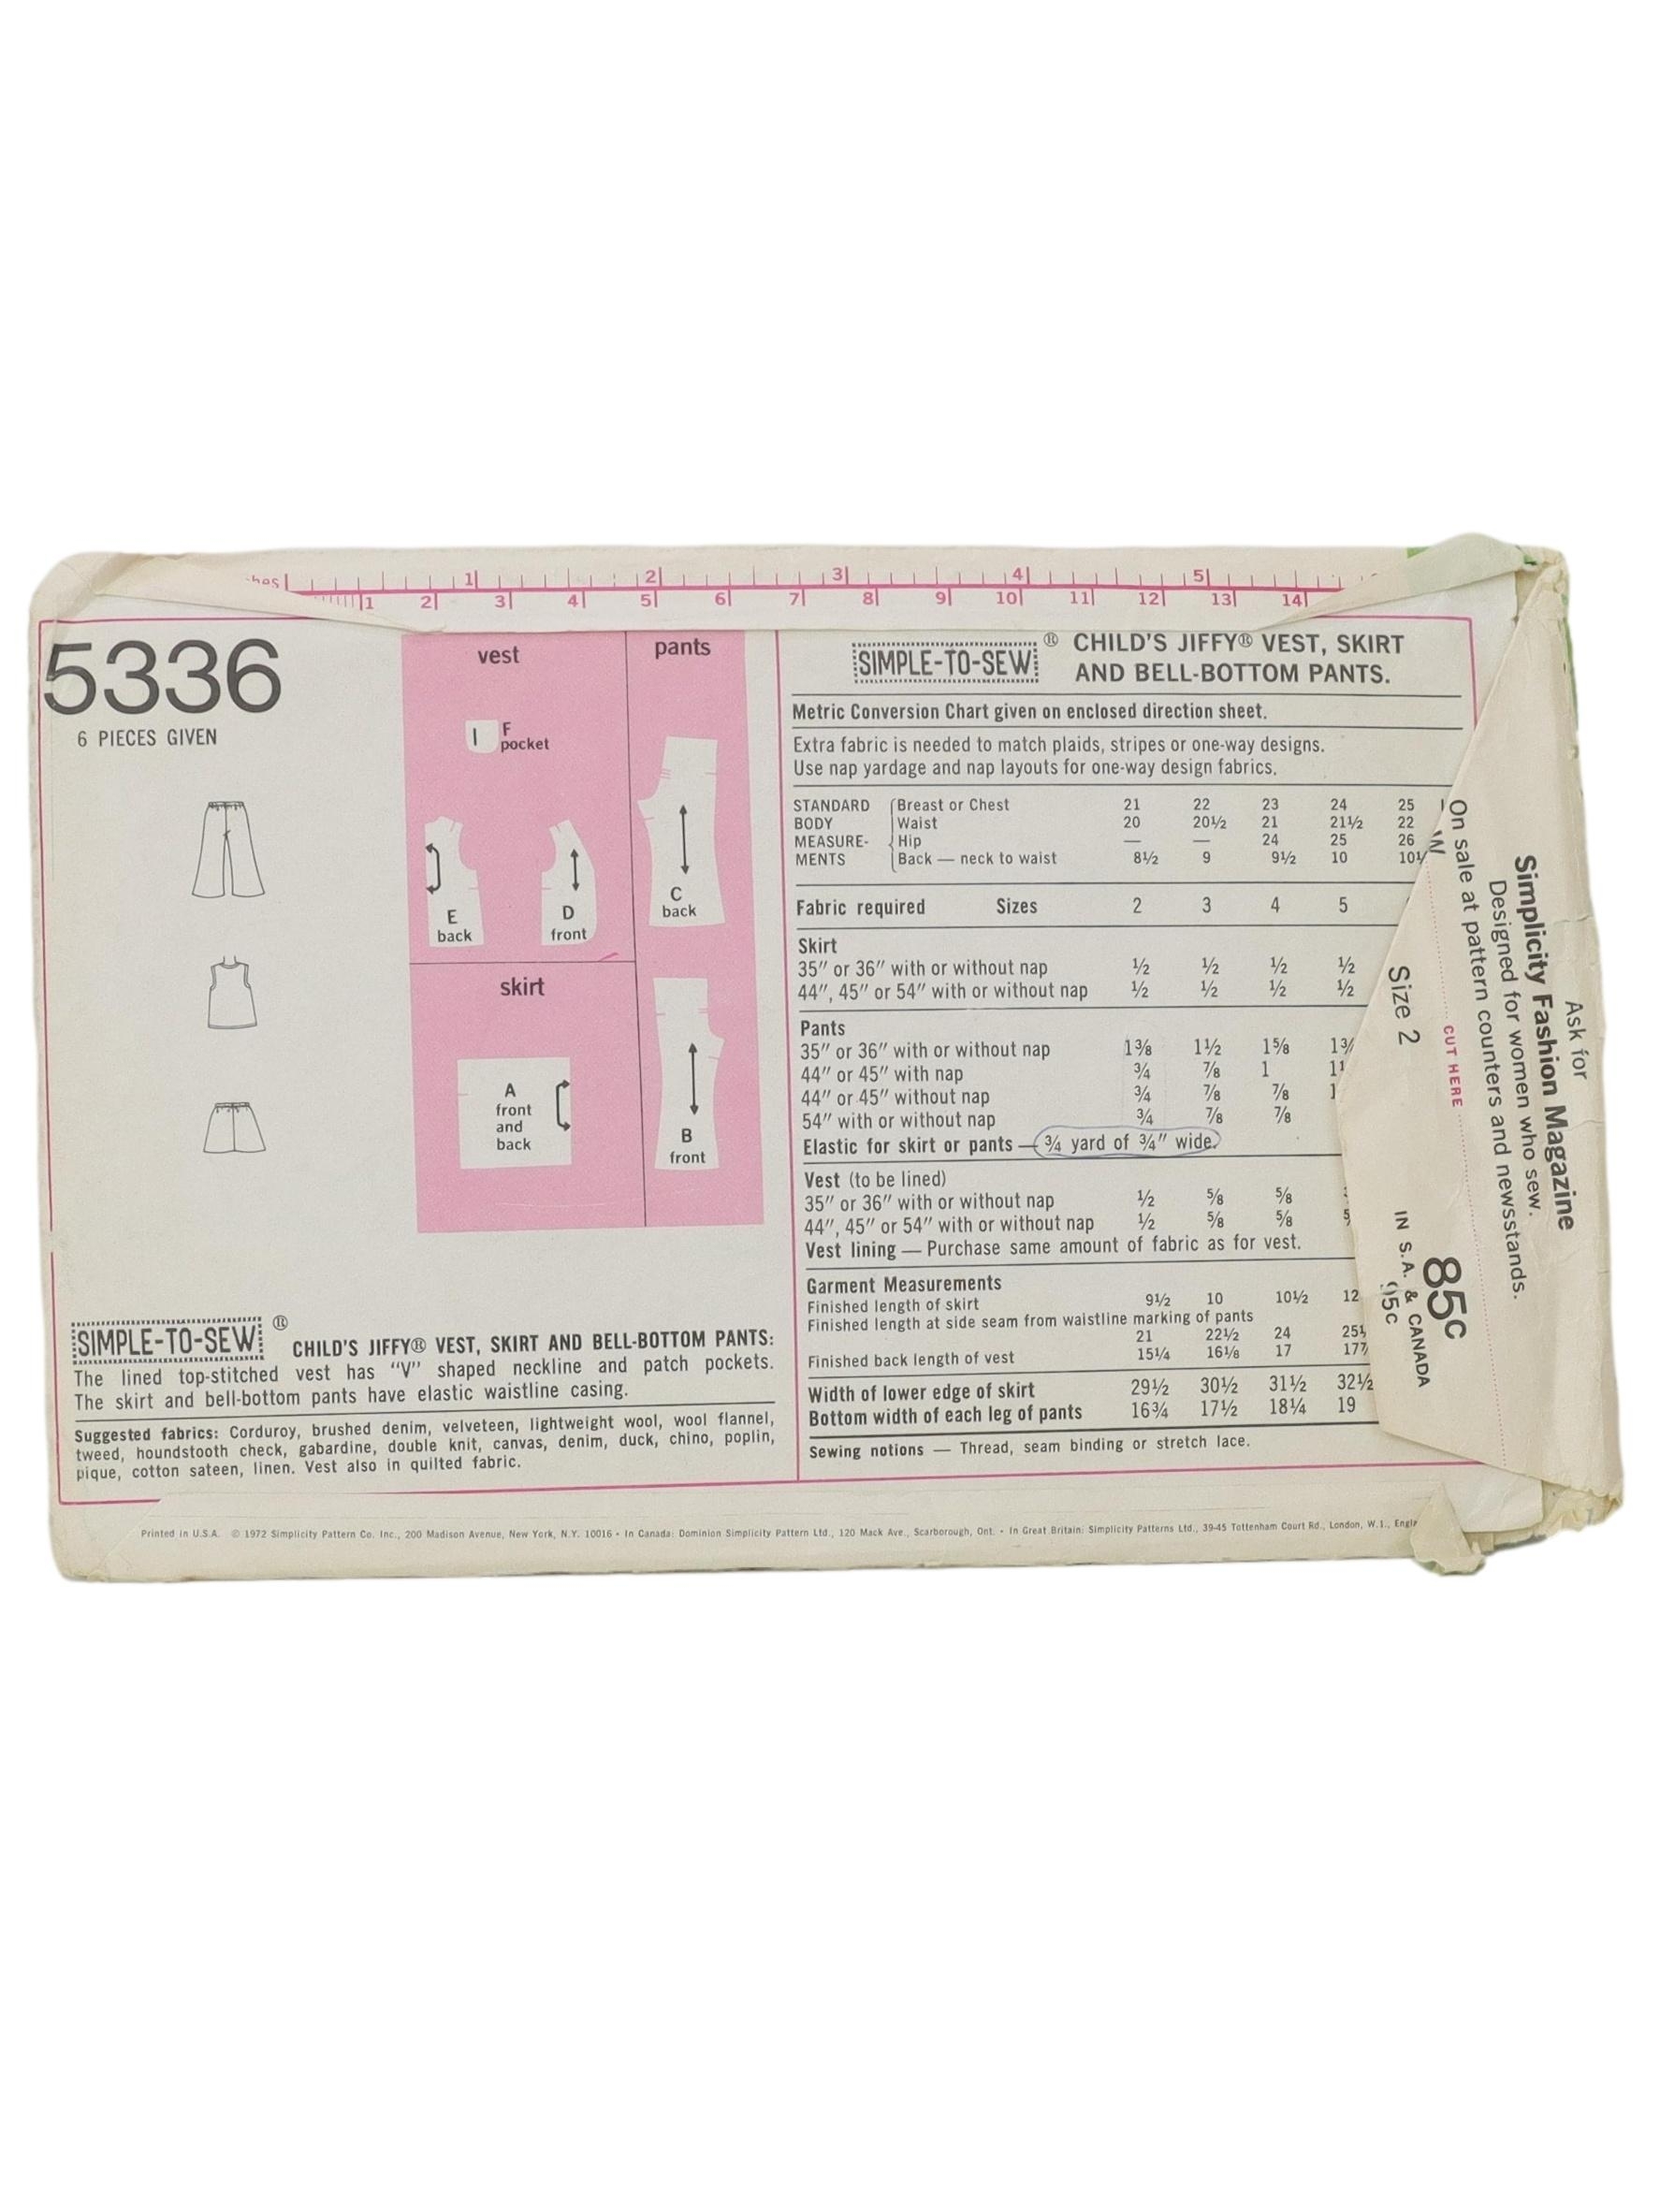 1 2 3 4 5
1 2 3 4 5 6 7 8 9 10 11 12 13 14
5336
6 PIECES GIVEN
vest
F
pocket
E
back
D
front
pants
C
back
B
front
skirt
A
front
and
back
SIMPLE-TO-SEW ® CHILD'S JIFFY® VEST, SKIRT AND BELL-BOTTOM PANTS:
The lined top-stitched vest has "V" shaped neckline and patch pockets.
The skirt and bell-bottom pants have elastic waistline casing.
Suggested fabrics: Corduroy, brushed denim, velveteen, lightweight wool, wool flannel,
tweed, houndstooth check, gabardine, double knit, canvas, denim, duck, chino, poplin,
pique, cotton sateen, linen. Vest also in quilted fabric.
SIMPLE-TO-SEW ® CHILD'S JIFFY® VEST, SKIRT
AND BELL-BOTTOM PANTS.
Metric Conversion Chart given on enclosed direction sheet.
Extra fabric is needed to match plaids, stripes or one-way designs.
Use nap yardage and nap layouts for one-way design fabrics.
STANDARD Breast or Chest 21 22 23 24 25
BODY Waist 20 20½ 21 21½ 22
MEASURE- Hip — — 24 25 26
MENTS Back — neck to waist 8½ 9 9½ 10
Fabric required Sizes 2 3 4 5
Skirt
35" or 36" with or without nap ½ ½ ½ ½
44", 45" or 54" with or without nap ½ ½ ½ ½
Pants
35" or 36" with or without nap 1⅜ 1½ 1⅝
44" or 45" with nap ¾ ⅞ 1
44" or 45" without nap ¾ ⅞ ⅞
54" with or without nap ¾ ⅞ ⅞
Elastic for skirt or pants — ¾ yard of ¾" wide.
Vest (to be lined)
35" or 36" with or without nap ½ ⅝ ⅝
44", 45" or 54" with or without nap ½ ⅝ ⅝
Vest lining — Purchase same amount of fabric as for vest.
Garment Measurements
Finished length of skirt 9½ 10 10½ 12
Finished length at side seam from waistline marking of pants
21 22½ 24
Finished back length of vest 15¼ 16⅛ 17
Width of lower edge of skirt 29½ 30½ 31½ 32½
Bottom width of each leg of pants 16¾ 17½ 18¼ 19
Sewing notions — Thread, seam binding or stretch lace.
Ask for
Simplicity Fashion Magazine
Designed for women who sew.
On sale at pattern counters and newsstands.
CUT HERE
Size 2
85c
IN S.A. & CANADA
Printed in U.S.A. © 1972 Simplicity Pattern Co. Inc., 200 Madison Avenue, New York, N.Y. 10016 • In Canada: Dominion Simplicity Pattern Ltd., 120 Mack Ave., Scarborough, Ont. • In Great Britain: Simplicity Patterns Ltd., 39-45 Tottenham Court Rd., London, W.1.,